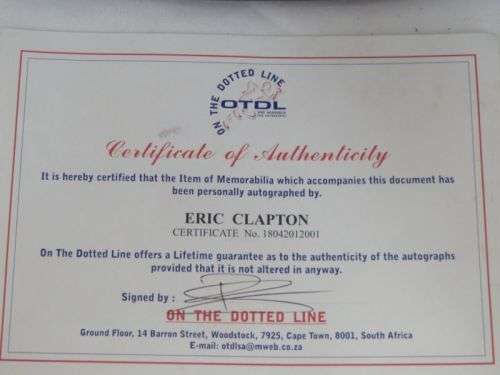 ON THE DOTTED LINE
OTDL
Certificate of Authenticity
It is hereby certified that the Item of Memorabilia which accompanies this document has
been personally autographed by.
ERIC CLAPTON
CERTIFICATE No. 18042012001
On The Dotted Line offers a Lifetime guarantee as to the authenticity of the autographs
provided that it is not altered in anyway.
Signed by :
ON THE DOTTED LINE
Ground Floor, 14 Barron Street, Woodstock, 7925, Cape Town, 8001, South Africa
E-mail: otdlsa@mweb.co.za